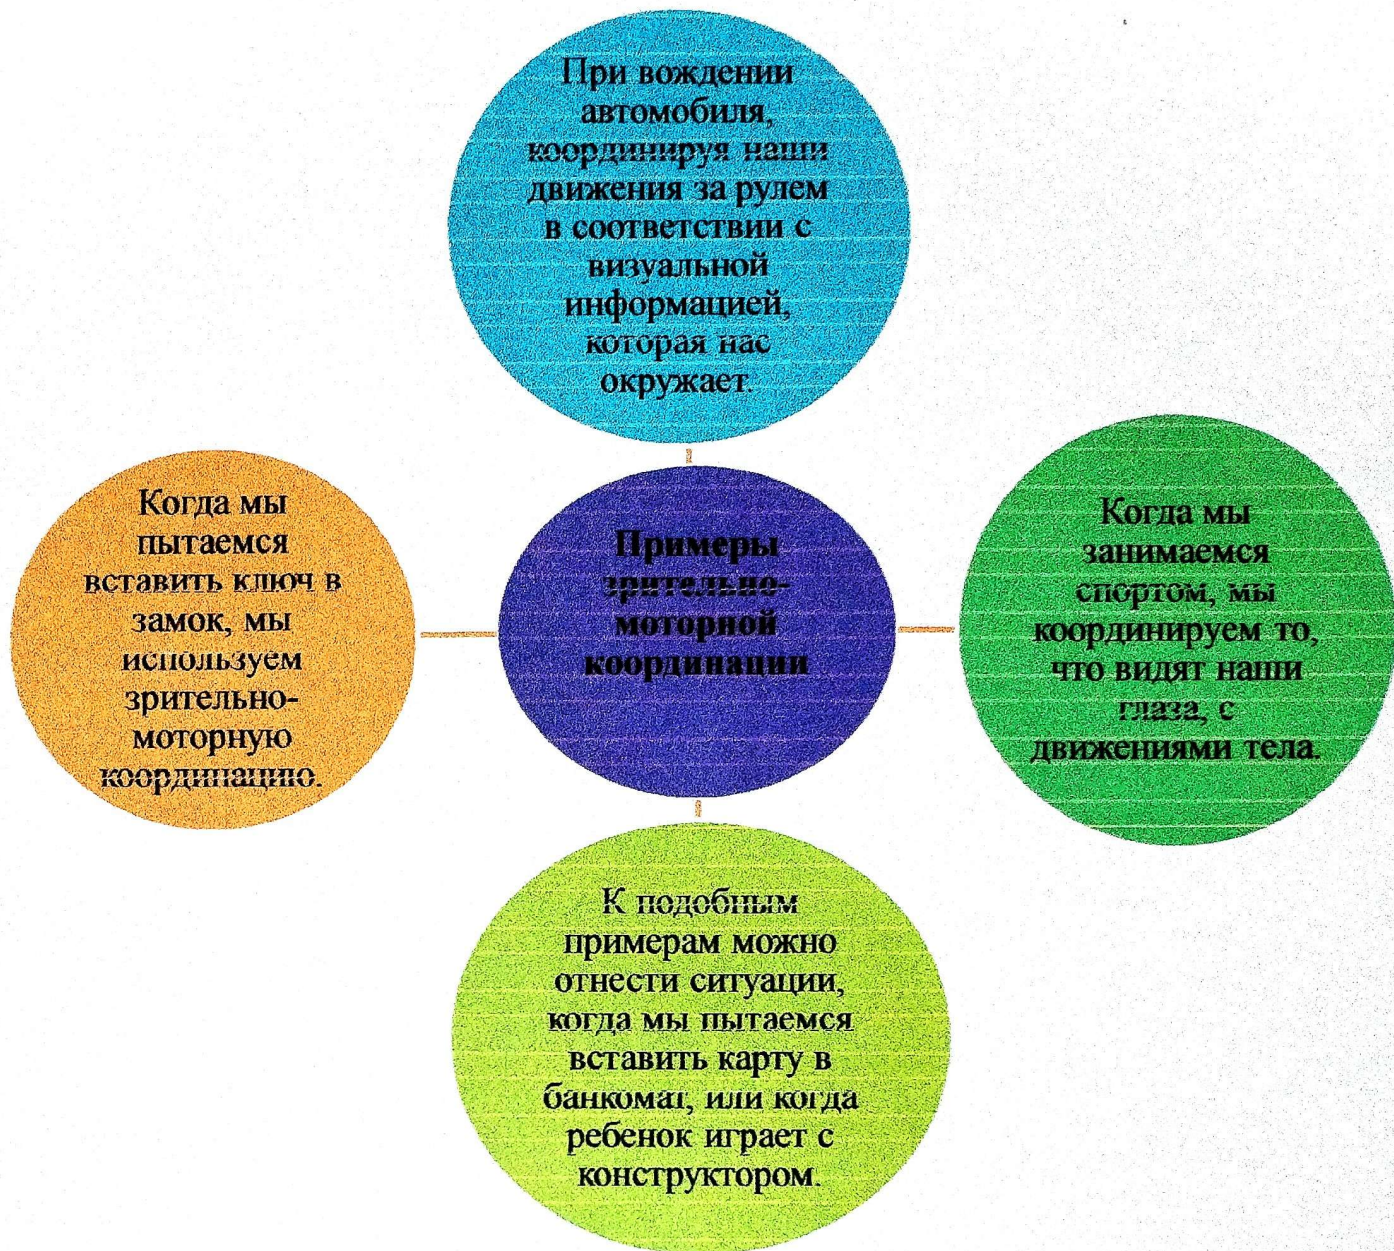 При вождении
автомобиля,
координируя наши
движения за рулем
в соответствии с
визуальной
информацией,
которая нас
окружает.
Когда мы
пытаемся
вставить ключ в
замок, мы
используем
зрительно-
моторную
координацию.
Примеры
зрительно-
моторной
координации
Когда мы
занимаемся
спортом, мы
координируем то,
что видят наши
глаза, с
движениями тела.
К подобным
примерам можно
отнести ситуации,
когда мы пытаемся
вставить карту в
банкомат, или когда
ребенок играет с
конструктором.